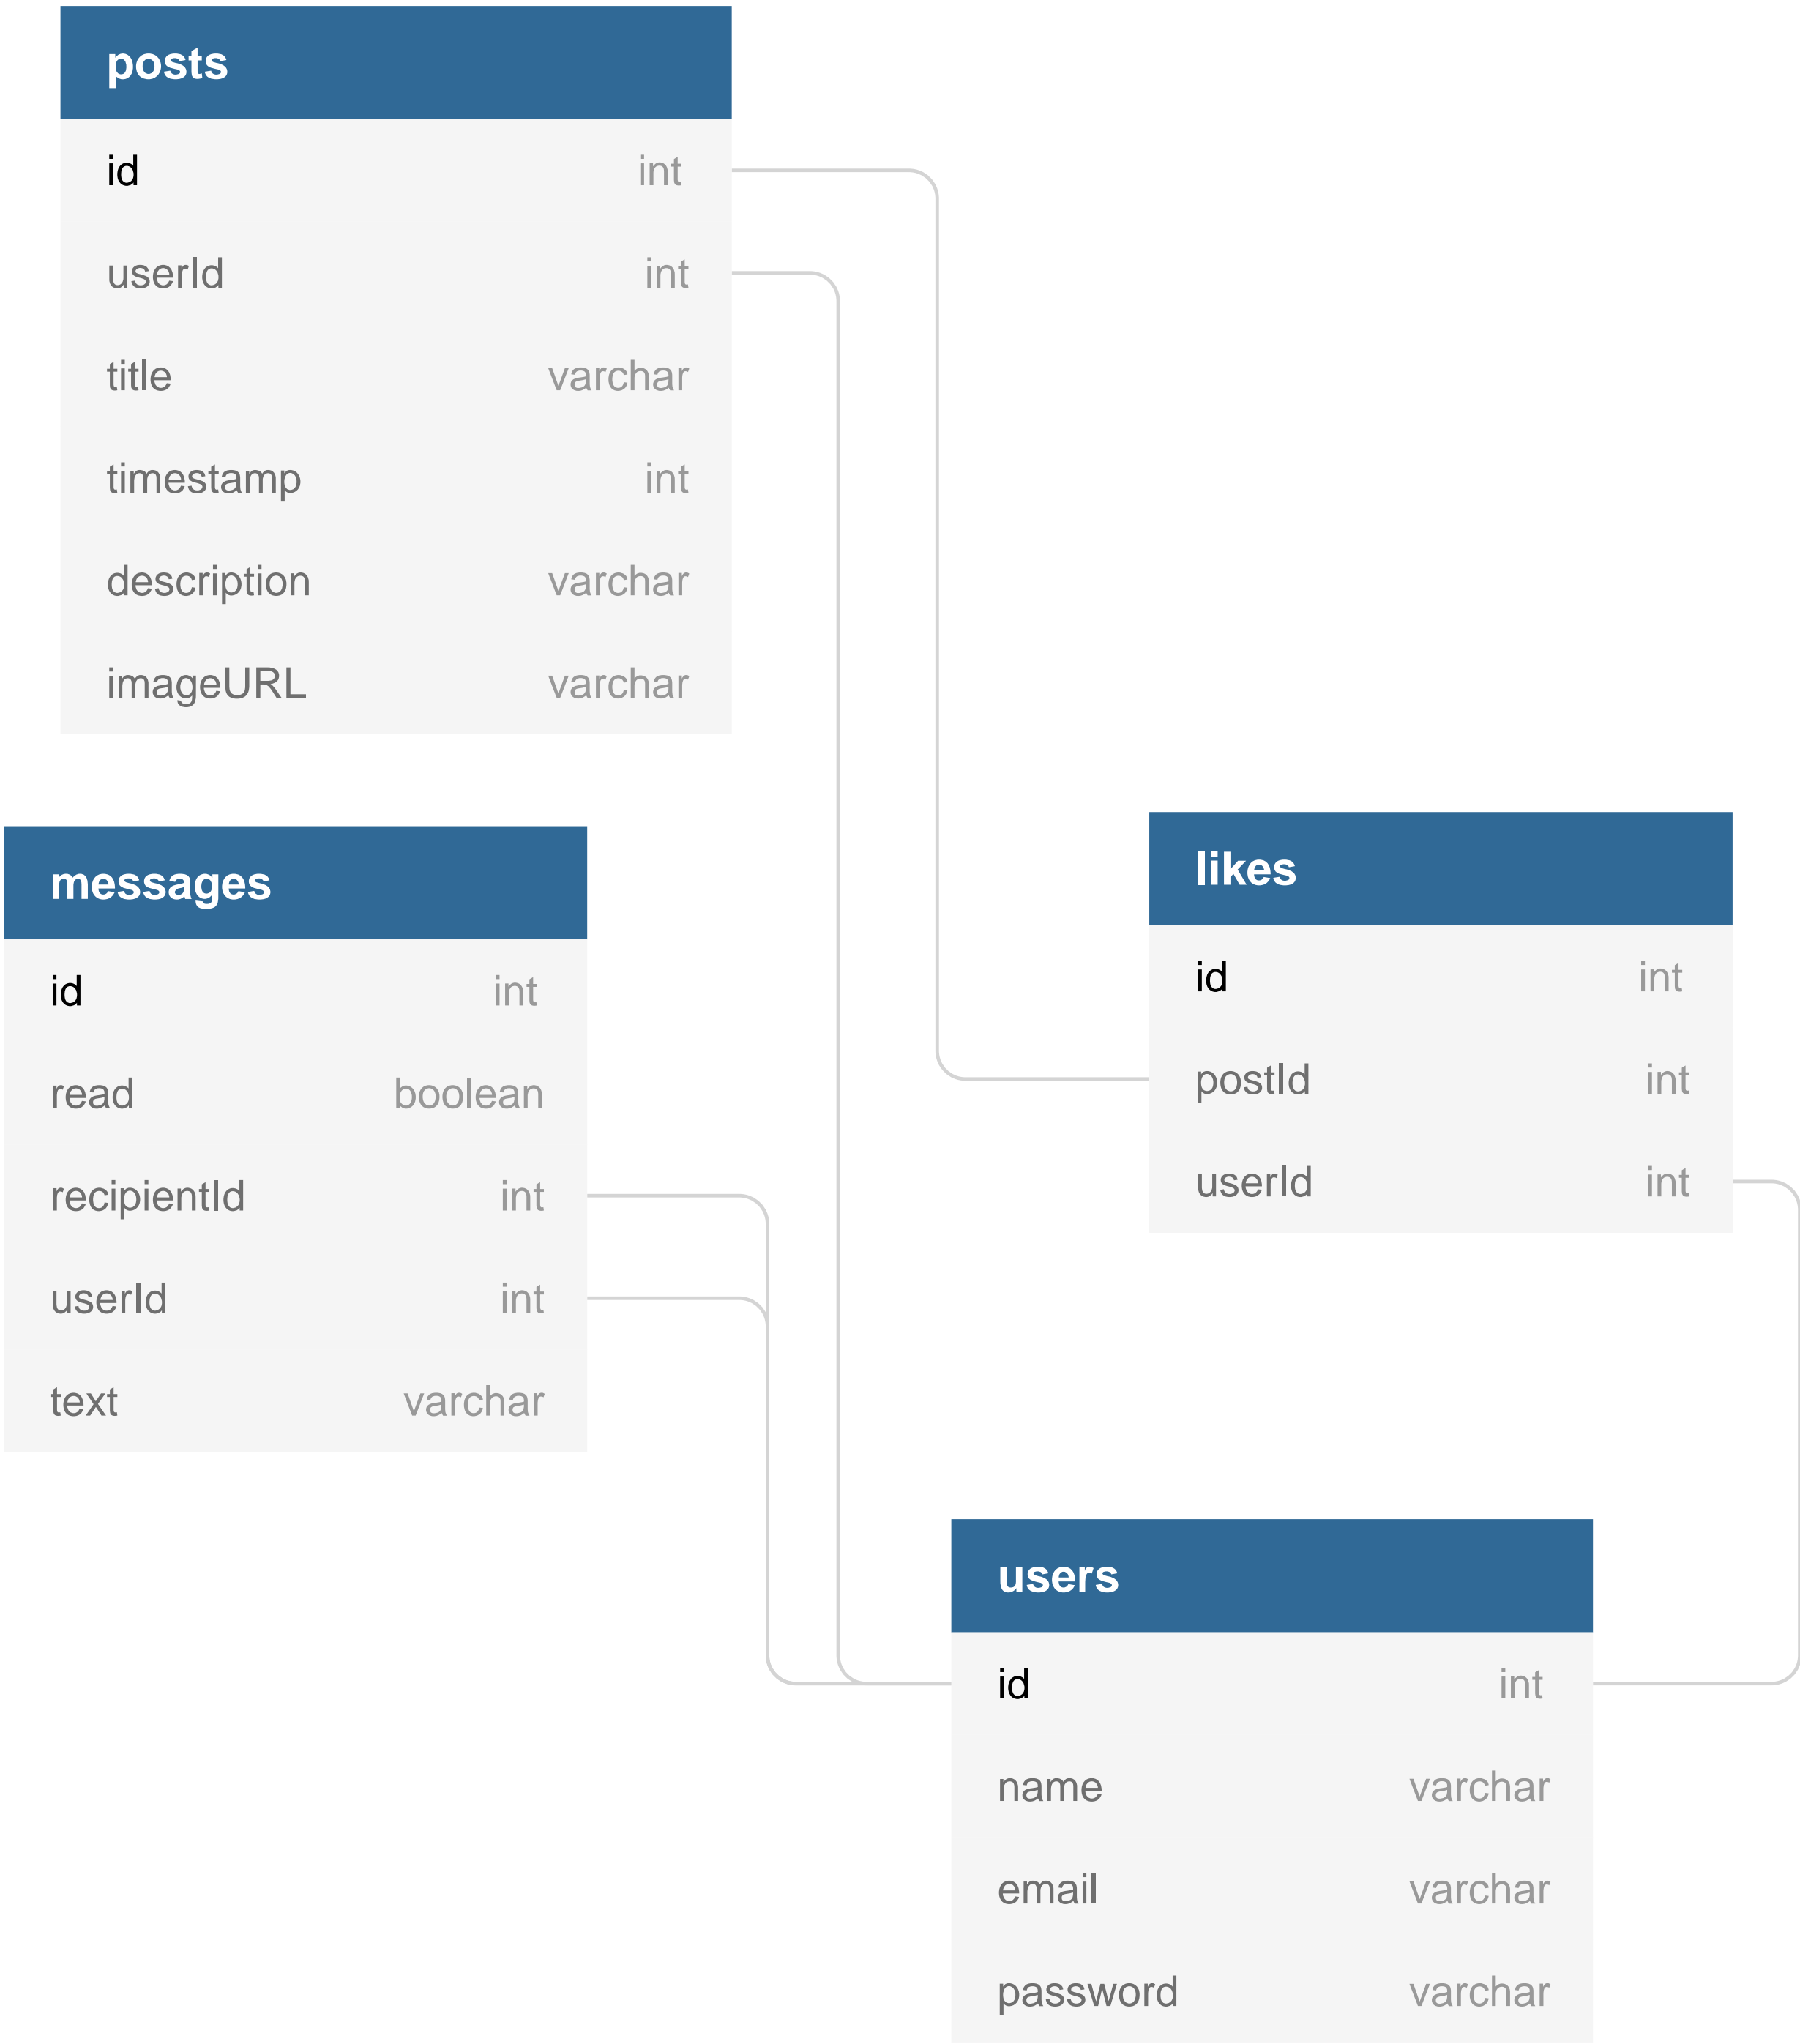 posts
id int
userId int
title varchar
timestamp int
description varchar
imageURL varchar
messages
id int
read boolean
recipientId int
userId int
text varchar
likes
id int
postId int
userId int
users
id int
name varchar
email varchar
password varchar